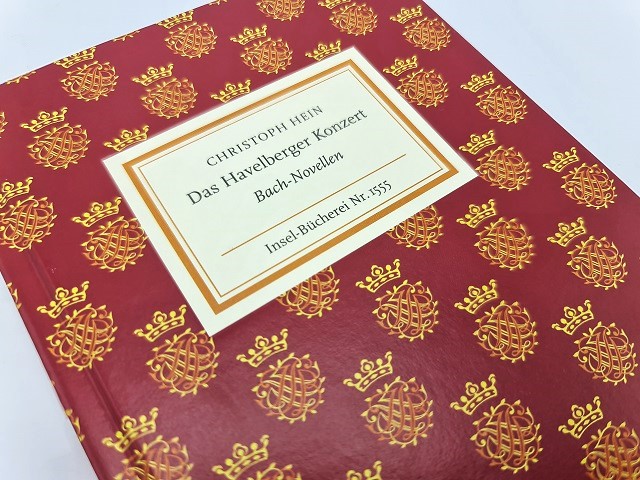 CHRISTOPH HEIN
Das Havelberger Konzert
Bach-Novellen
Insel-Bücherei Nr. 1555